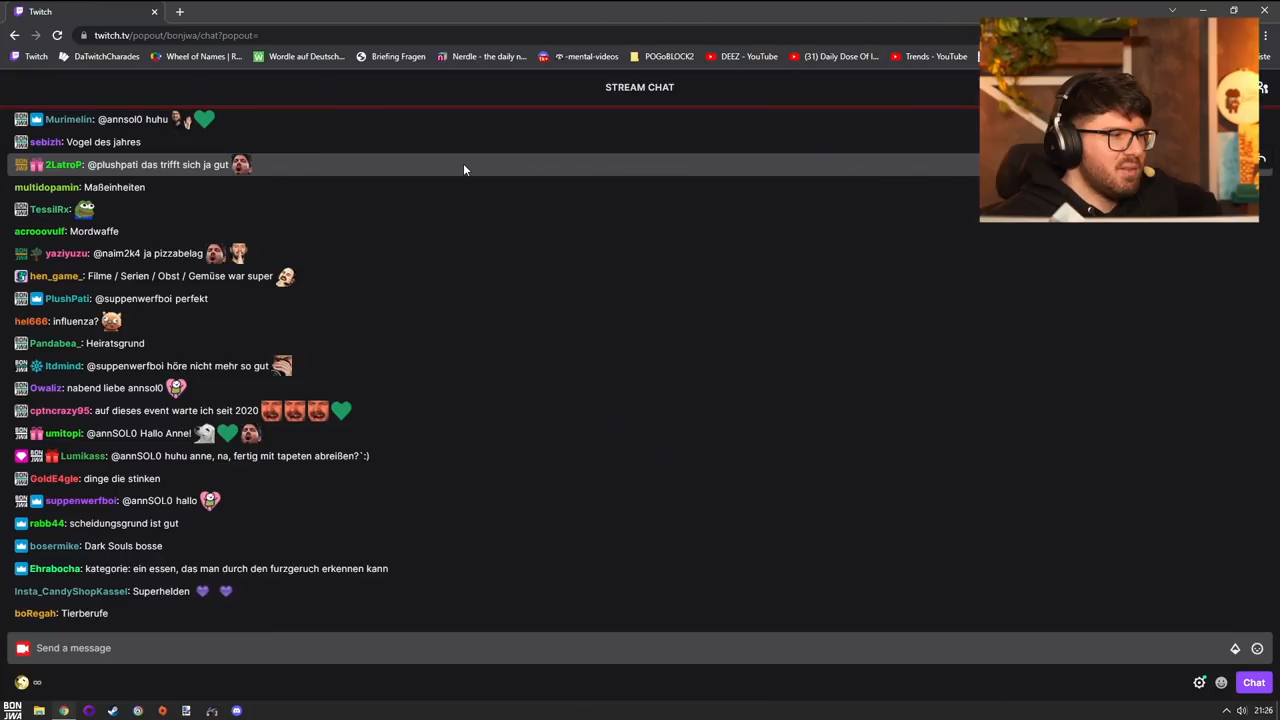 Twitch
twitch.tv/popout/bonjwa/chat?popout=
Twitch DaTwitchCharades Wheel of Names | R... Wordle auf Deutsch... Briefing Fragen Nerdle - the daily n... ᡣ𐭩-mental-videos POGoBLOCK2 DEEZ - YouTube (31) Daily Dose Of I... Trends - YouTube
STREAM CHAT
Murimelin: @annsol0 huhu
sebizh: Vogel des jahres
2LatroP: @plushpati das trifft sich ja gut
multidopamin: Maßeinheiten
TessilRx:
acrooovulf: Mordwaffe
yaziyuzu: @naim2k4 ja pizzabelag
hen_game_: Filme / Serien / Obst / Gemüse war super
PlushPati: @suppenwerfboi perfekt
hel666: influenza?
Pandabea_: Heiratsgrund
ltdmind: @suppenwerfboi höre nicht mehr so gut
Owaliz: nabend liebe annsol0
cptncrazy95: auf dieses event warte ich seit 2020
umitopi: @annSOL0 Hallo Anne!
Lumikass: @annSOL0 huhu anne, na, fertig mit tapeten abreißen?`:)
GoldE4gle: dinge die stinken
suppenwerfboi: @annSOL0 hallo
rabb44: scheidungsgrund ist gut
bosermike: Dark Souls bosse
Ehrabocha: kategorie: ein essen, das man durch den furzgeruch erkennen kann
Insta_CandyShopKassel: Superhelden
boRegah: Tierberufe
Send a message
∞
Chat
BON
JWA
21:26